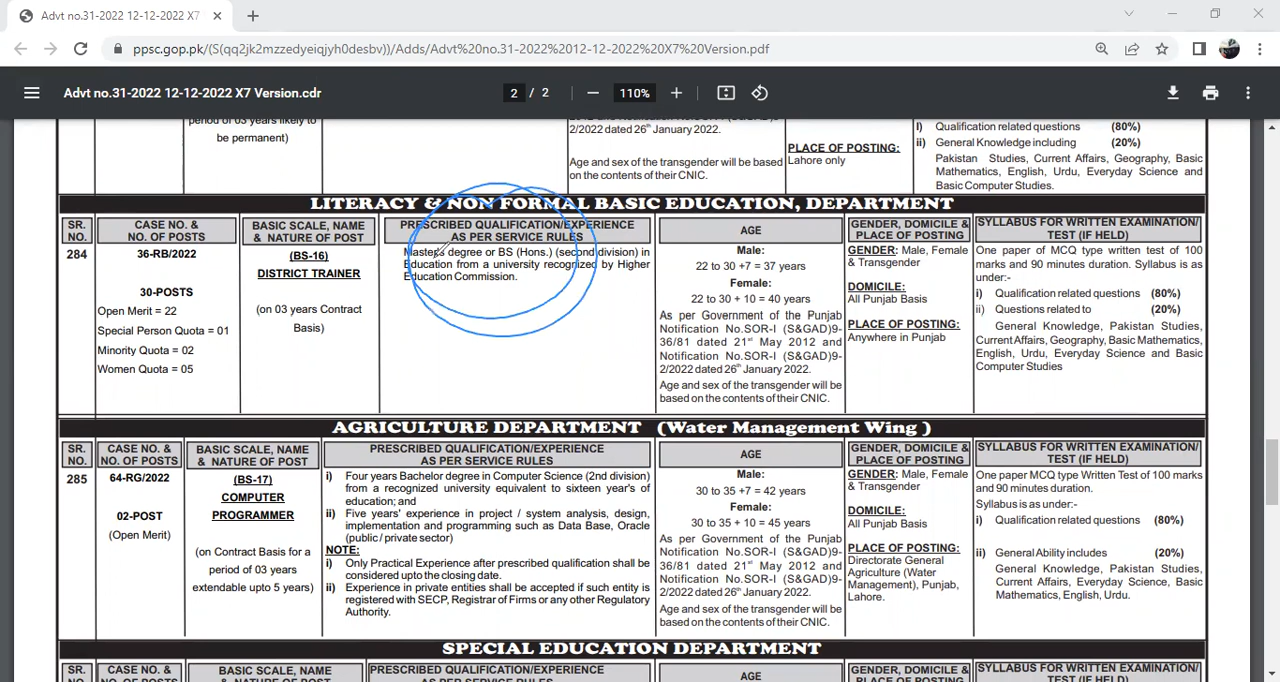 Advt no.31-2022 12-12-2022 X7
ppsc.gop.pk/(S(qq2jk2mzzedyeiqjyh0desbv))/Adds/Advt%20no.31-2022%2012-12-2022%20X7%20Version.pdf
Advt no.31-2022 12-12-2022 X7 Version.cdr
2 / 2
110%
period of 03 years likely to
be permanent)
2/2022 dated 26th January 2022.
Age and sex of the transgender will be based
on the contents of their CNIC.
PLACE OF POSTING:
Lahore only
I) Qualification related questions (80%)
ii) General Knowledge including (20%)
Pakistan Studies, Current Affairs, Geography, Basic
Mathematics, English, Urdu, Everyday Science and
Basic Computer Studies.
LITERACY & NON FORMAL BASIC EDUCATION, DEPARTMENT
SR.
NO.
CASE NO. &
NO. OF POSTS
BASIC SCALE, NAME
& NATURE OF POST
PRESCRIBED QUALIFICATION/EXPERIENCE
AS PER SERVICE RULES
AGE
GENDER, DOMICILE &
PLACE OF POSTING
SYLLABUS FOR WRITTEN EXAMINATION/
TEST (IF HELD)
284
36-RB/2022
30-POSTS
Open Merit = 22
Special Person Quota = 01
Minority Quota = 02
Women Quota = 05
(BS-16)
DISTRICT TRAINER
(on 03 years Contract
Basis)
Masters degree or BS (Hons.) (second division) in
Education from a university recognized by Higher
Education Commission.
Male:
22 to 30 +7 = 37 years
Female:
22 to 30 + 10 = 40 years
As per Government of the Punjab
Notification No.SOR-I (S&GAD)9-
36/81 dated 21st May 2012 and
Notification No.SOR-I (S&GAD)9-
2/2022 dated 26th January 2022.
Age and sex of the transgender will be
based on the contents of their CNIC.
GENDER: Male, Female
& Transgender
DOMICILE:
All Punjab Basis
PLACE OF POSTING:
Anywhere in Punjab
One paper of MCQ type written test of 100
marks and 90 minutes duration. Syllabus is as
under:-
i) Qualification related questions (80%)
ii) Questions related to (20%)
General Knowledge, Pakistan Studies,
Current Affairs, Geography, Basic Mathematics,
English, Urdu, Everyday Science and Basic
Computer Studies
AGRICULTURE DEPARTMENT (Water Management Wing )
SR.
NO.
CASE NO. &
NO. OF POSTS
BASIC SCALE, NAME
& NATURE OF POST
PRESCRIBED QUALIFICATION/EXPERIENCE
AS PER SERVICE RULES
AGE
GENDER, DOMICILE &
PLACE OF POSTING
SYLLABUS FOR WRITTEN EXAMINATION/
TEST (IF HELD)
285
64-RG/2022
02-POST
(Open Merit)
(BS-17)
COMPUTER
PROGRAMMER
(on Contract Basis for a
period of 03 years
extendable upto 5 years)
i) Four years Bachelor degree in Computer Science (2nd division)
from a recognized university equivalent to sixteen year's of
education; and
ii) Five years' experience in project / system analysis, design,
implementation and programming such as Data Base, Oracle
(public / private sector)
NOTE:
i) Only Practical Experience after prescribed qualification shall be
considered upto the closing date.
ii) Experience in private entities shall be accepted if such entity is
registered with SECP, Registrar of Firms or any other Regulatory
Authority.
Male:
30 to 35 +7 = 42 years
Female:
30 to 35 + 10 = 45 years
As per Government of the Punjab
Notification No.SOR-I (S&GAD)9-
36/81 dated 21st May 2012 and
Notification No.SOR-I (S&GAD)9-
2/2022 dated 26th January 2022.
Age and sex of the transgender will be
based on the contents of their CNIC.
GENDER: Male, Female
& Transgender
DOMICILE:
All Punjab Basis
PLACE OF POSTING:
Directorate General
Agriculture (Water
Management), Punjab,
Lahore.
One paper MCQ type Written Test of 100 marks
and 90 minutes duration.
Syllabus is as under:-
i) Qualification related questions (80%)
ii) General Ability includes (20%)
General Knowledge, Pakistan Studies,
Current Affairs, Everyday Science, Basic
Mathematics, English, Urdu.
SPECIAL EDUCATION DEPARTMENT
SR.
NO.
CASE NO. &
BASIC SCALE, NAME
PRESCRIBED QUALIFICATION/EXPERIENCE
AGE
GENDER, DOMICILE &
SYLLABUS FOR WRITTEN EXAMINATION/